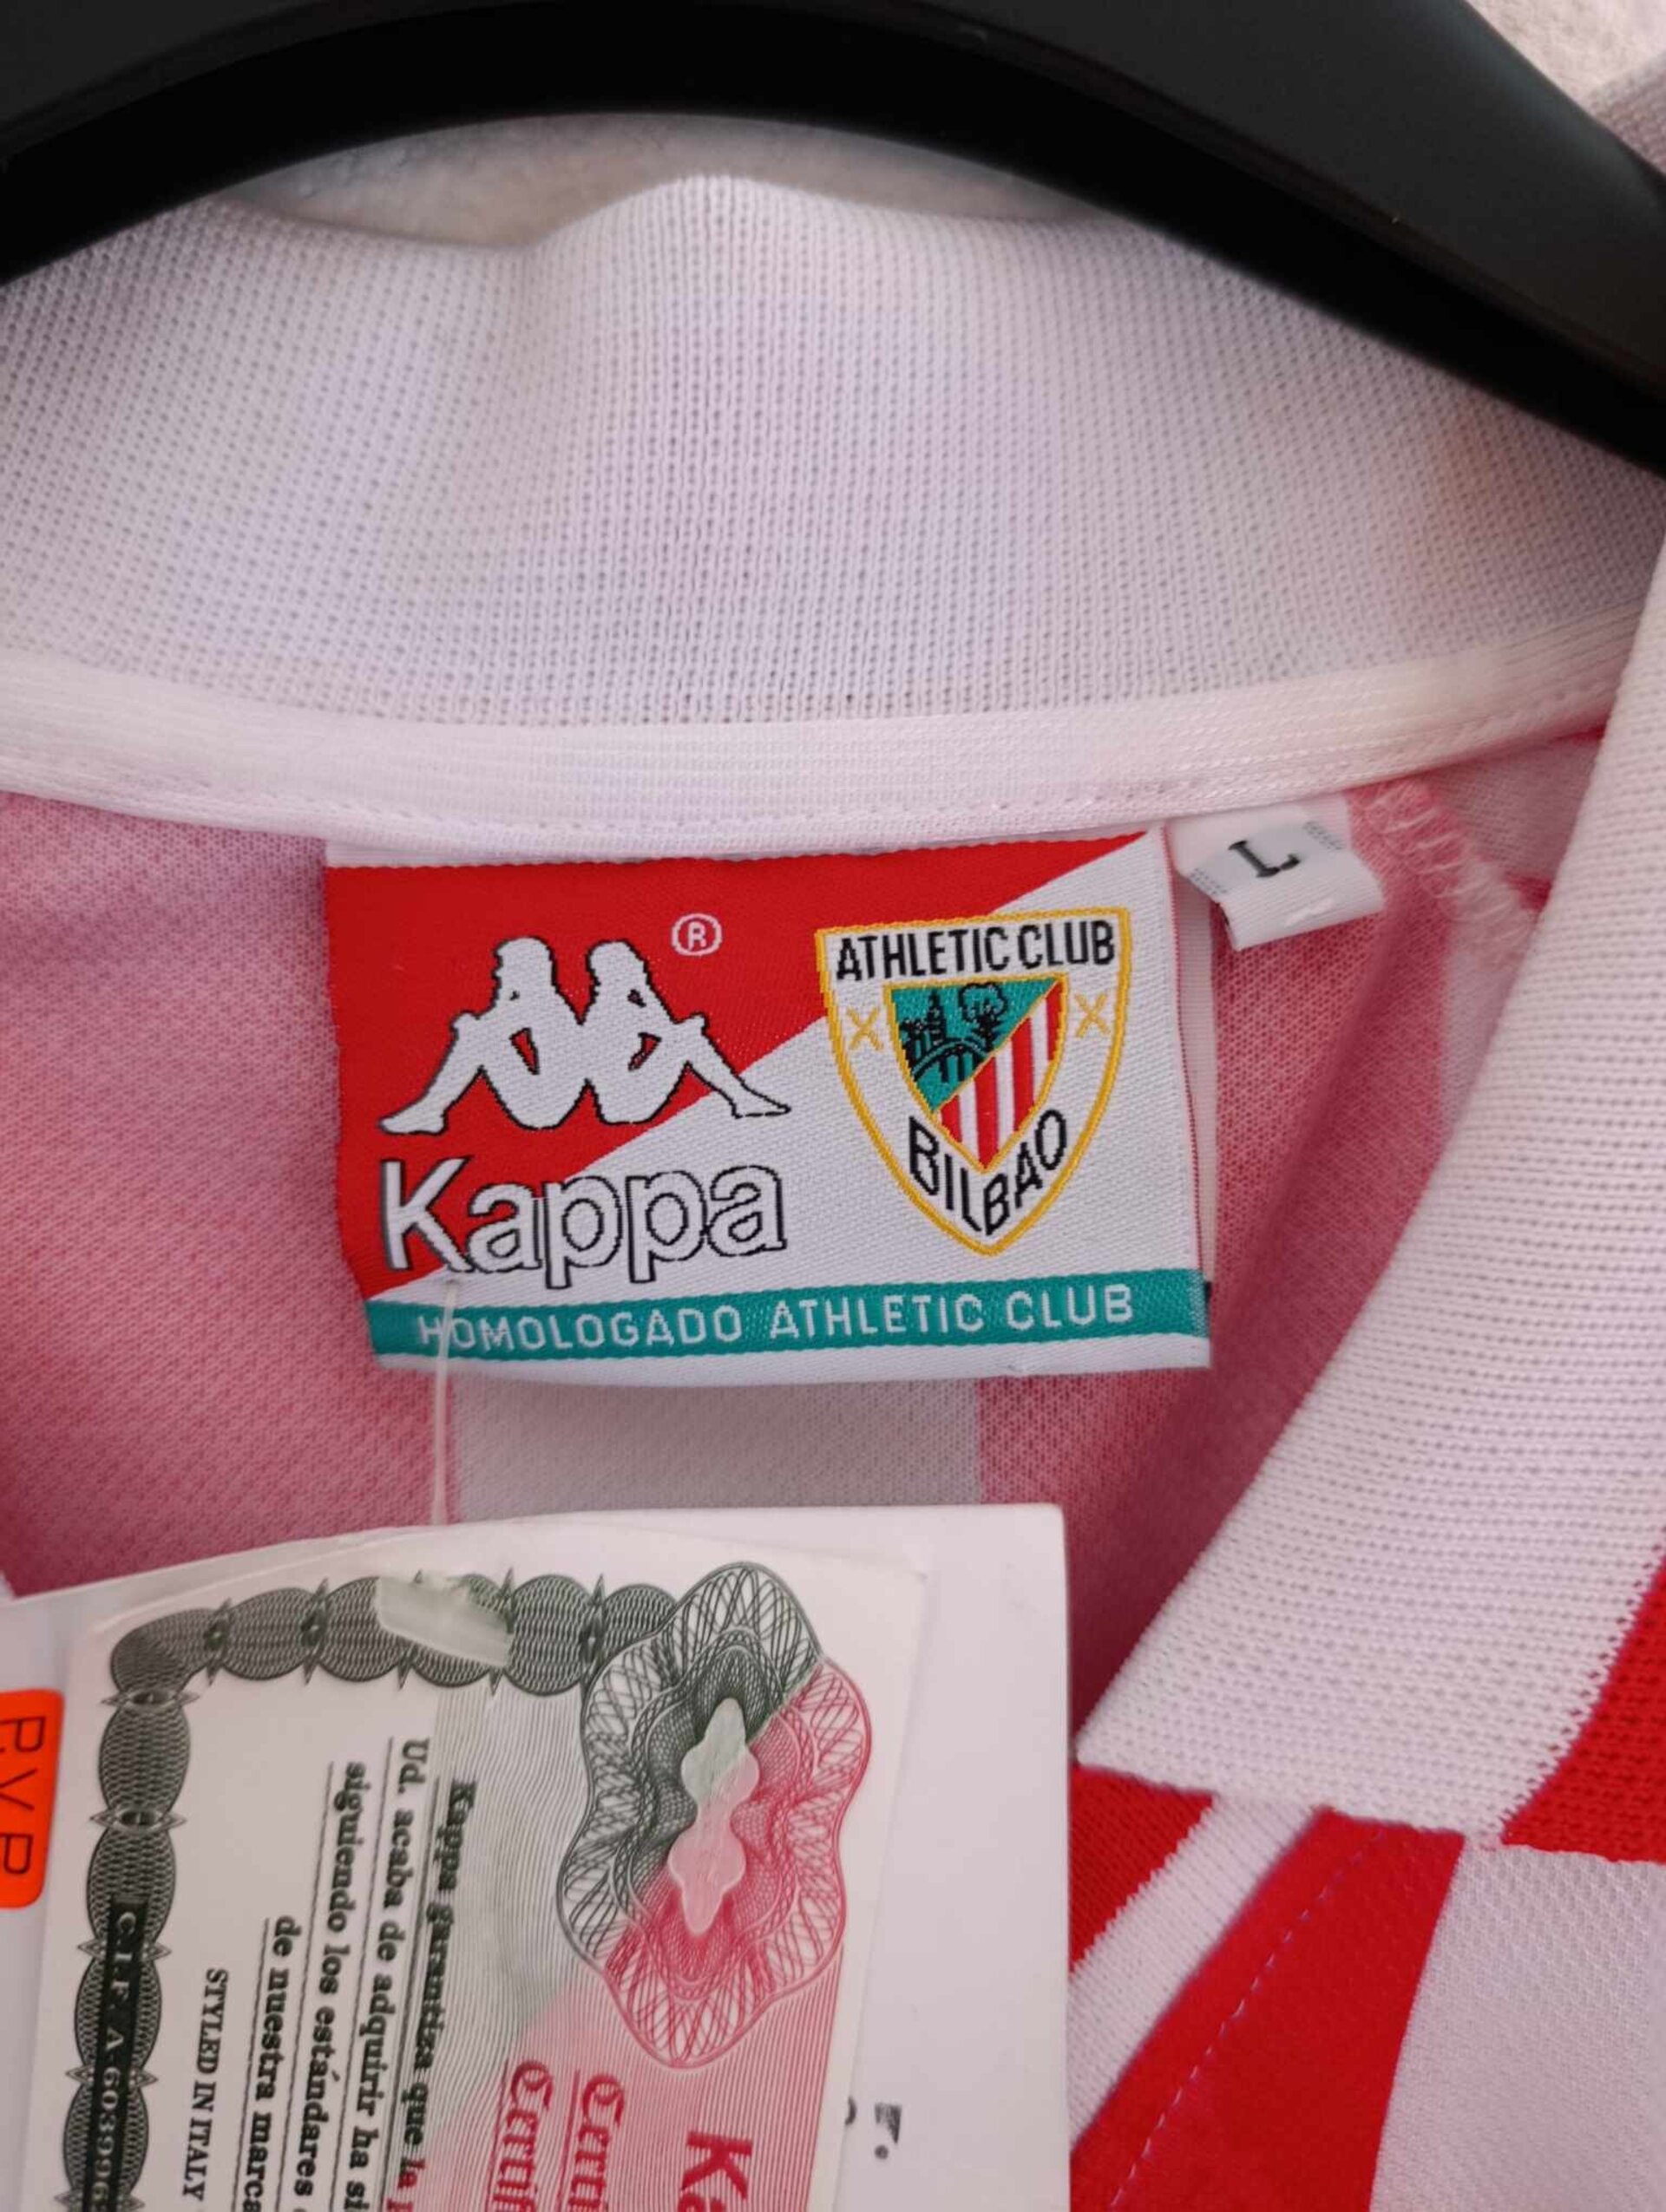 ®
Kappa
ATHLETIC CLUB
BILBAO
HOMOLOGADO ATHLETIC CLUB
L
P.V.P
Kappa garantiza que la
Ud. acaba de adquirir ha
siguiendo los estándares
de nuestra marca
STYLED IN ITALY
C.I.F. A 603996